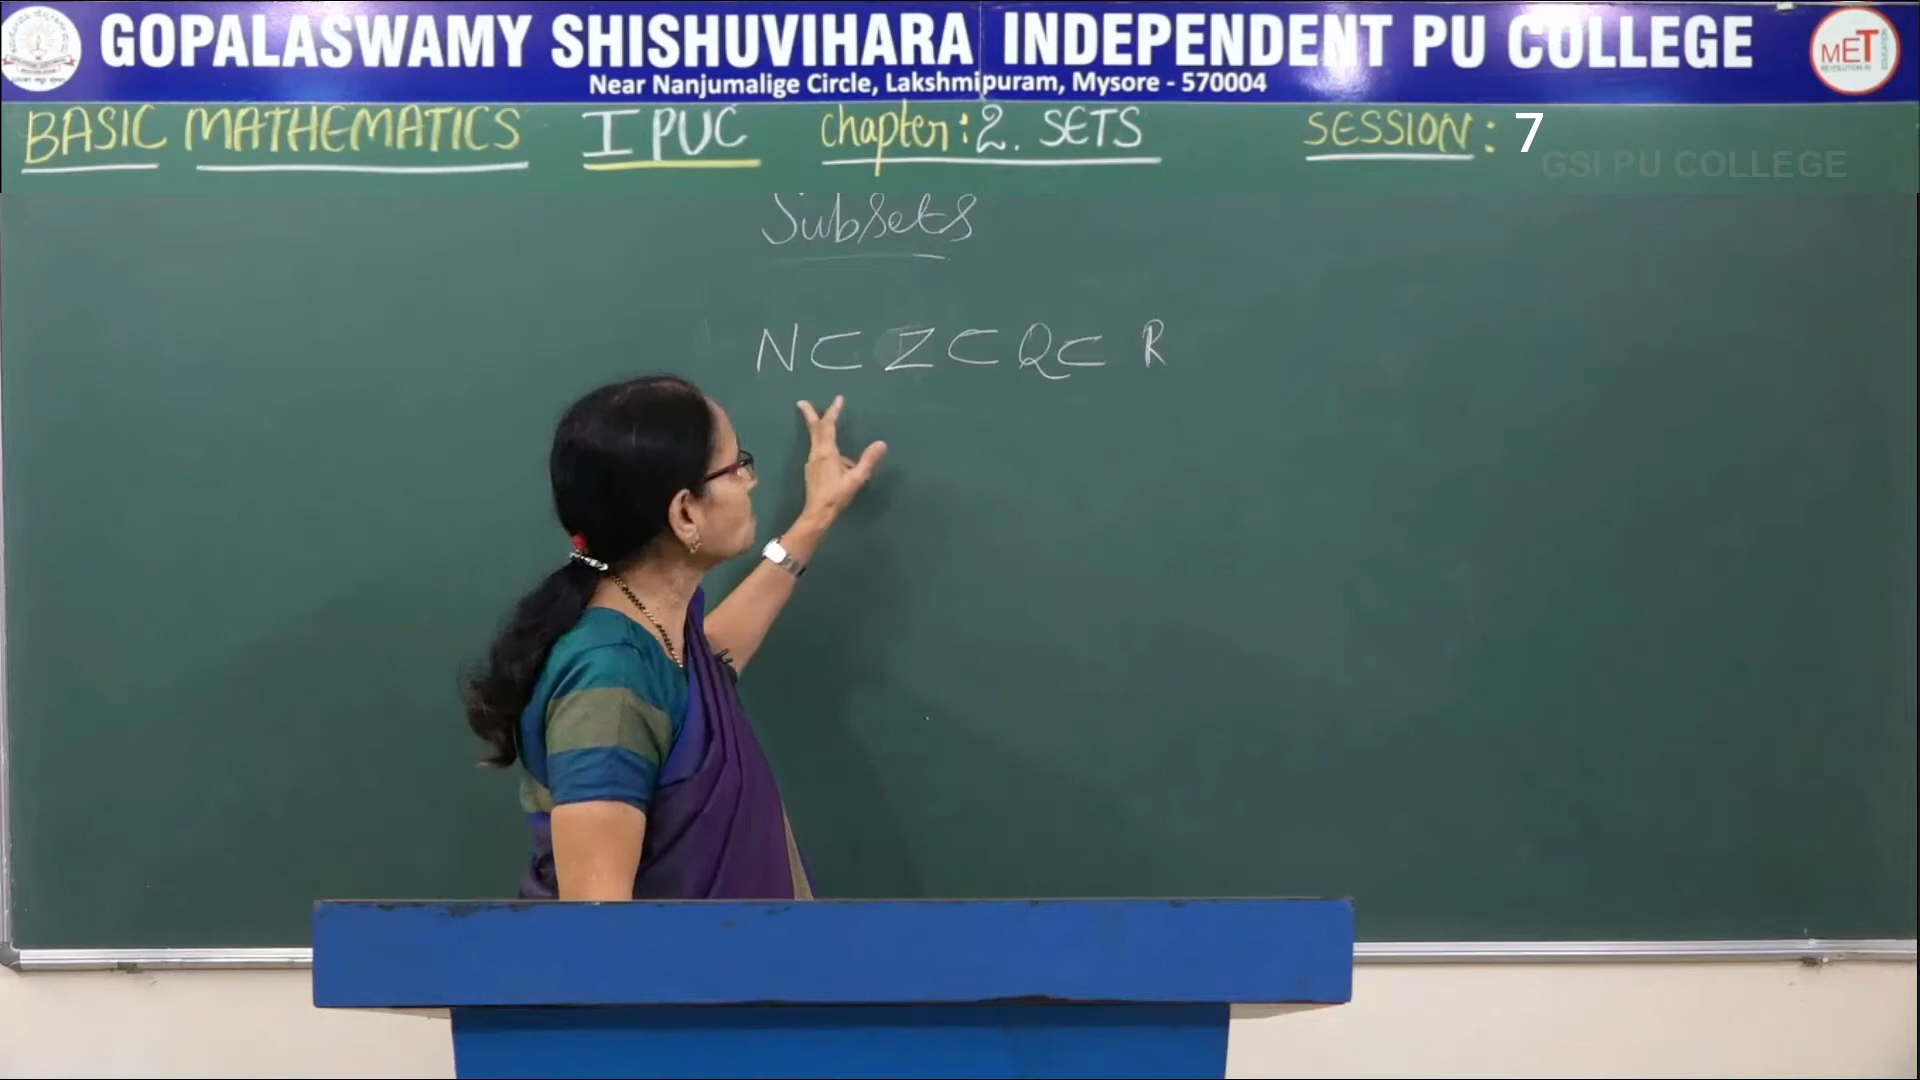 GOPALASWAMY SHISHUVIHARA INDEPENDENT PU COLLEGE
Near Nanjumalige Circle, Lakshmipuram, Mysore - 570004
MET
BASIC MATHEMATICS I PUC chapter: 2. SETS SESSION: 7
GSI PU COLLEGE
Subsets
N ⊂ Z ⊂ Q ⊂ R